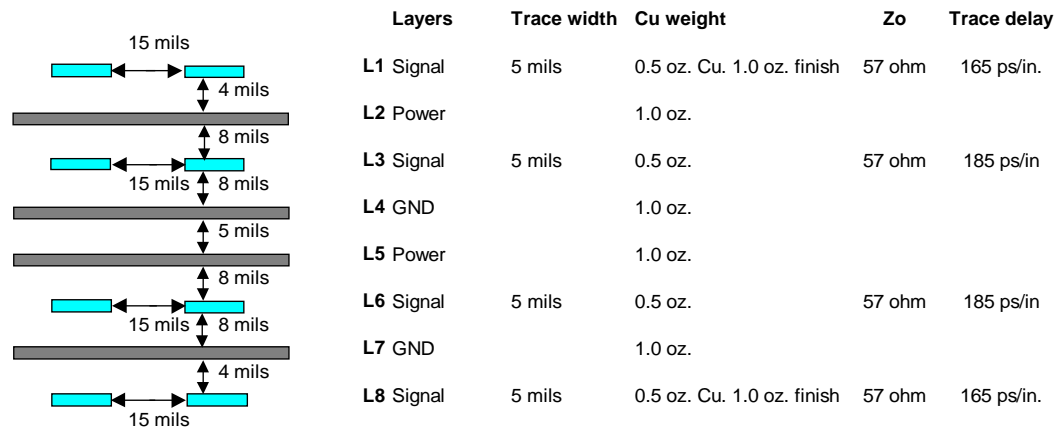 Layers Trace width Cu weight Zo Trace delay
15 mils
L1 Signal 5 mils 0.5 oz. Cu. 1.0 oz. finish 57 ohm 165 ps/in.
4 mils
L2 Power 1.0 oz.
8 mils
L3 Signal 5 mils 0.5 oz. 57 ohm 185 ps/in
15 mils 8 mils
L4 GND 1.0 oz.
5 mils
L5 Power 1.0 oz.
8 mils
L6 Signal 5 mils 0.5 oz. 57 ohm 185 ps/in
15 mils 8 mils
L7 GND 1.0 oz.
4 mils
L8 Signal 5 mils 0.5 oz. Cu. 1.0 oz. finish 57 ohm 165 ps/in.
15 mils